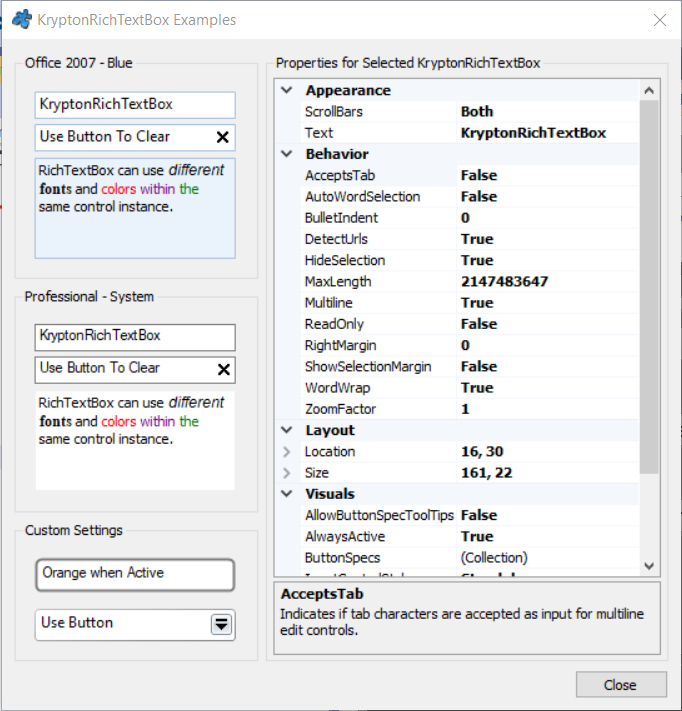 KryptonRichTextBox Examples
Office 2007 - Blue
KryptonRichTextBox
Use Button To Clear
RichTextBox can use different
fonts and colors within the
same control instance.
Professional - System
KryptonRichTextBox
Use Button To Clear
RichTextBox can use different
fonts and colors within the
same control instance.
Custom Settings
Orange when Active
Use Button
Properties for Selected KryptonRichTextBox
Appearance
ScrollBars Both
Text KryptonRichTextBox
Behavior
AcceptsTab False
AutoWordSelection False
BulletIndent 0
DetectUrls True
HideSelection True
MaxLength 2147483647
Multiline True
ReadOnly False
RightMargin 0
ShowSelectionMargin False
WordWrap True
ZoomFactor 1
Layout
Location 16, 30
Size 161, 22
Visuals
AllowButtonSpecToolTips False
AlwaysActive True
ButtonSpecs (Collection)
AcceptsTab
Indicates if tab characters are accepted as input for multiline
edit controls.
Close